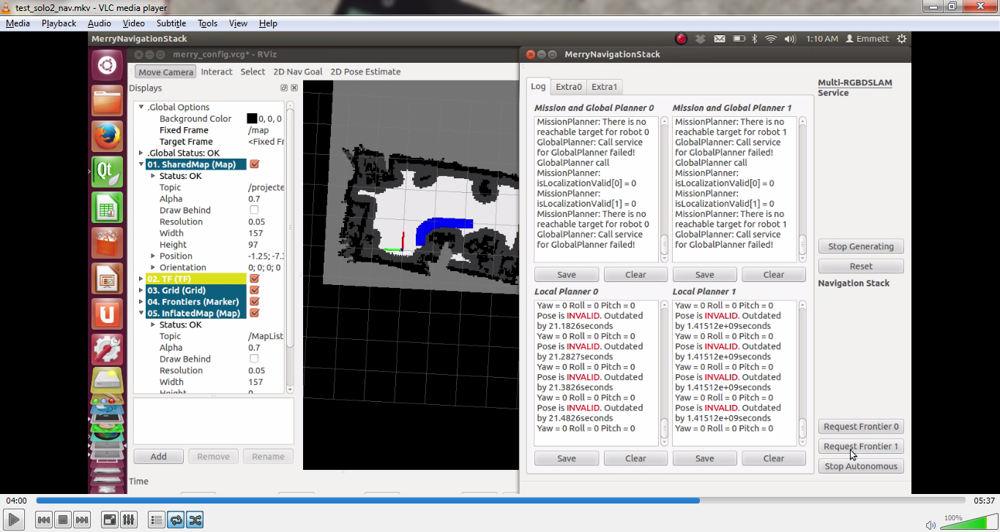 test_solo2_nav.mkv - VLC media player
Media Playback Audio Video Subtitle Tools View Help
MerryNavigationStack
1:10 AM Emmett
merry_config.vcg* - RViz
Move Camera Interact Select 2D Nav Goal 2D Pose Estimate
Displays
.Global Options
Background Color 0, 0, 0
Fixed Frame /map
Target Frame <Fixed Fr
.Global Status: OK
01. SharedMap (Map)
Status: OK
Topic /projecte
Alpha 0.7
Draw Behind
Resolution 0.05
Width 157
Height 97
Position -1.25; -7.
Orientation 0; 0; 0; 0
02. TF (TF)
03. Grid (Grid)
04. Frontiers (Marker)
05. InflatedMap (Map)
Status: OK
Topic /MapList
Alpha 0.7
Draw Behind
Resolution 0.05
Width 157
Add Remove Rename
Time
MerryNavigationStack
Log Extra0 Extra1
Mission and Global Planner 0
MissionPlanner: There is no
reachable target for robot 0
GlobalPlanner: Call service
for GlobalPlanner failed!
GlobalPlanner call
MissionPlanner:
isLocalizationValid[0] = 0
MissionPlanner:
isLocalizationValid[1] = 0
MissionPlanner: There is no
reachable target for robot 0
GlobalPlanner: Call service
for GlobalPlanner failed!
Save Clear
Mission and Global Planner 1
MissionPlanner: There is no
reachable target for robot 1
GlobalPlanner: Call service
for GlobalPlanner failed!
MissionPlanner:
isLocalizationValid[0] = 0
MissionPlanner:
isLocalizationValid[1] = 0
MissionPlanner: There is no
reachable target for robot 1
GlobalPlanner: Call service
for GlobalPlanner failed!
Save Clear
Local Planner 0
Yaw = 0 Roll = 0 Pitch = 0
Pose is INVALID. Outdated
by 21.1826seconds
Yaw = 0 Roll = 0 Pitch = 0
Pose is INVALID. Outdated
by 21.2827seconds
Yaw = 0 Roll = 0 Pitch = 0
Pose is INVALID. Outdated
by 21.3826seconds
Yaw = 0 Roll = 0 Pitch = 0
Pose is INVALID. Outdated
by 21.4826seconds
Yaw = 0 Roll = 0 Pitch = 0
Save Clear
Local Planner 1
Yaw = 0 Roll = 0 Pitch = 0
Pose is INVALID. Outdated
by 1.41512e+09seconds
Yaw = 0 Roll = 0 Pitch = 0
Pose is INVALID. Outdated
by 1.41512e+09seconds
Yaw = 0 Roll = 0 Pitch = 0
Pose is INVALID. Outdated
by 1.41512e+09seconds
Yaw = 0 Roll = 0 Pitch = 0
Pose is INVALID. Outdated
by 1.41512e+09seconds
Yaw = 0 Roll = 0 Pitch = 0
Save Clear
Multi-RGBDSLAM
Service
Stop Generating
Reset
Navigation Stack
Request Frontier 0
Request Frontier 1
Stop Autonomous
04:00 05:37
100%